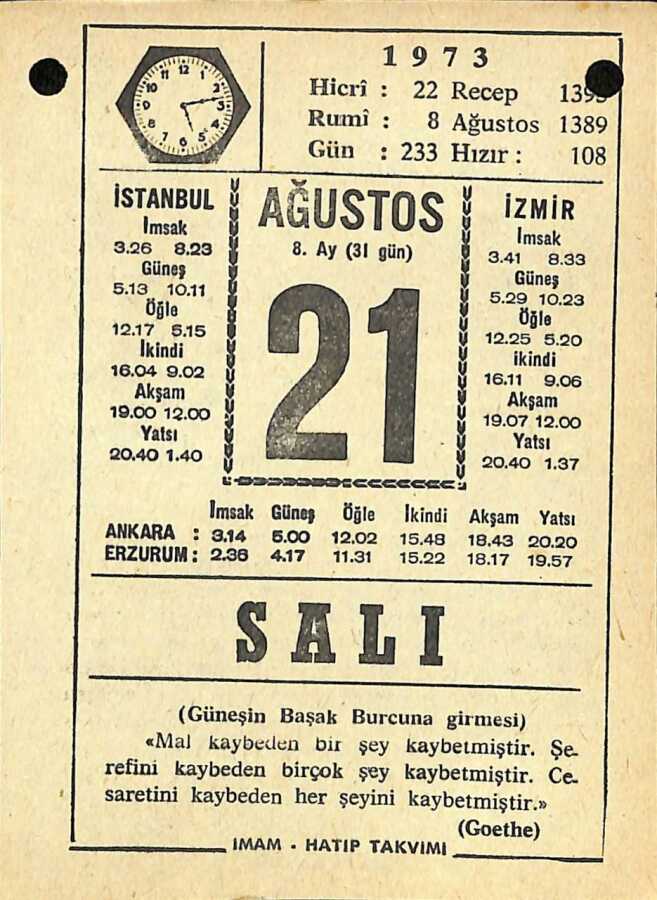 1973
Hicrî : 22 Recep 1393
Rumî : 8 Ağustos 1389
Gün : 233 Hızır : 108
İSTANBUL
İmsak
3.26 8.23
Güneş
5.13 10.11
Öğle
12.17 5.15
İkindi
16.04 9.02
Akşam
19.00 12.00
Yatsı
20.40 1.40
AĞUSTOS
8. Ay (31 gün)
21
İZMİR
İmsak
3.41 8.33
Güneş
5.29 10.23
Öğle
12.25 5.20
ikindi
16.11 9.06
Akşam
19.07 12.00
Yatsı
20.40 1.37
İmsak Güneş Öğle İkindi Akşam Yatsı
ANKARA : 3.14 5.00 12.02 15.48 18.43 20.20
ERZURUM : 2.36 4.17 11.31 15.22 18.17 19.57
SALI
(Güneşin Başak Burcuna girmesi)
«Mal kaybeden bir şey kaybetmiştir. Şe-
refini kaybeden birçok şey kaybetmiştir. Ce-
saretini kaybeden her şeyini kaybetmiştir.»
(Goethe)
İMAM - HATİP TAKVİMİ